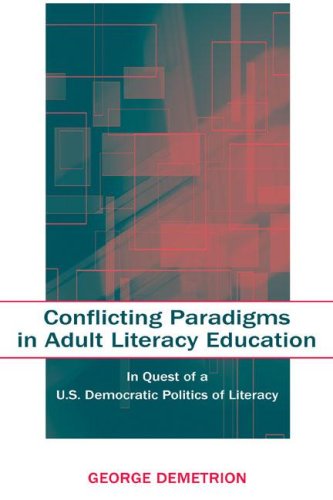 Conflicting Paradigms
in Adult Literacy Education
In Quest of a
U.S. Democratic Politics of Literacy
GEORGE DEMETRION